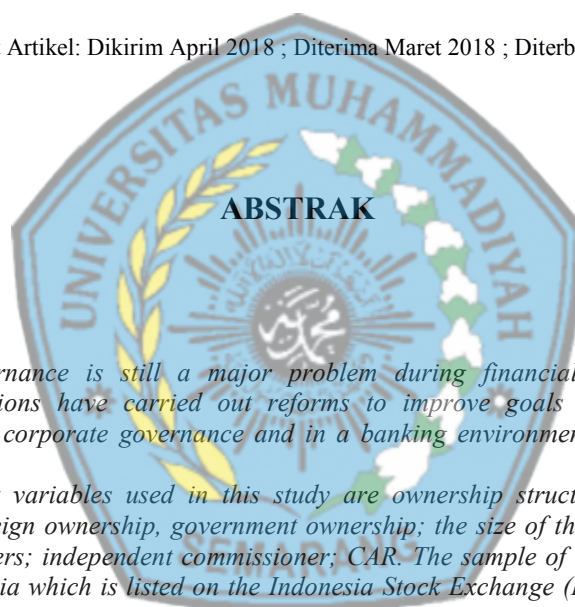 Artikel: Dikirim April 2018 ; Diterima Maret 2018 ; Diterb
UNIVERSITAS MUHAMMADIYAH
ABSTRAK
rnance is still a major problem during financial
ions have carried out reforms to improve goals
corporate governance and in a banking environmen
variables used in this study are ownership struct
eign ownership, government ownership; the size of th
ers; independent commissioner; CAR. The sample of
SEMARANG
ia which is listed on the Indonesia Stock Exchange (I